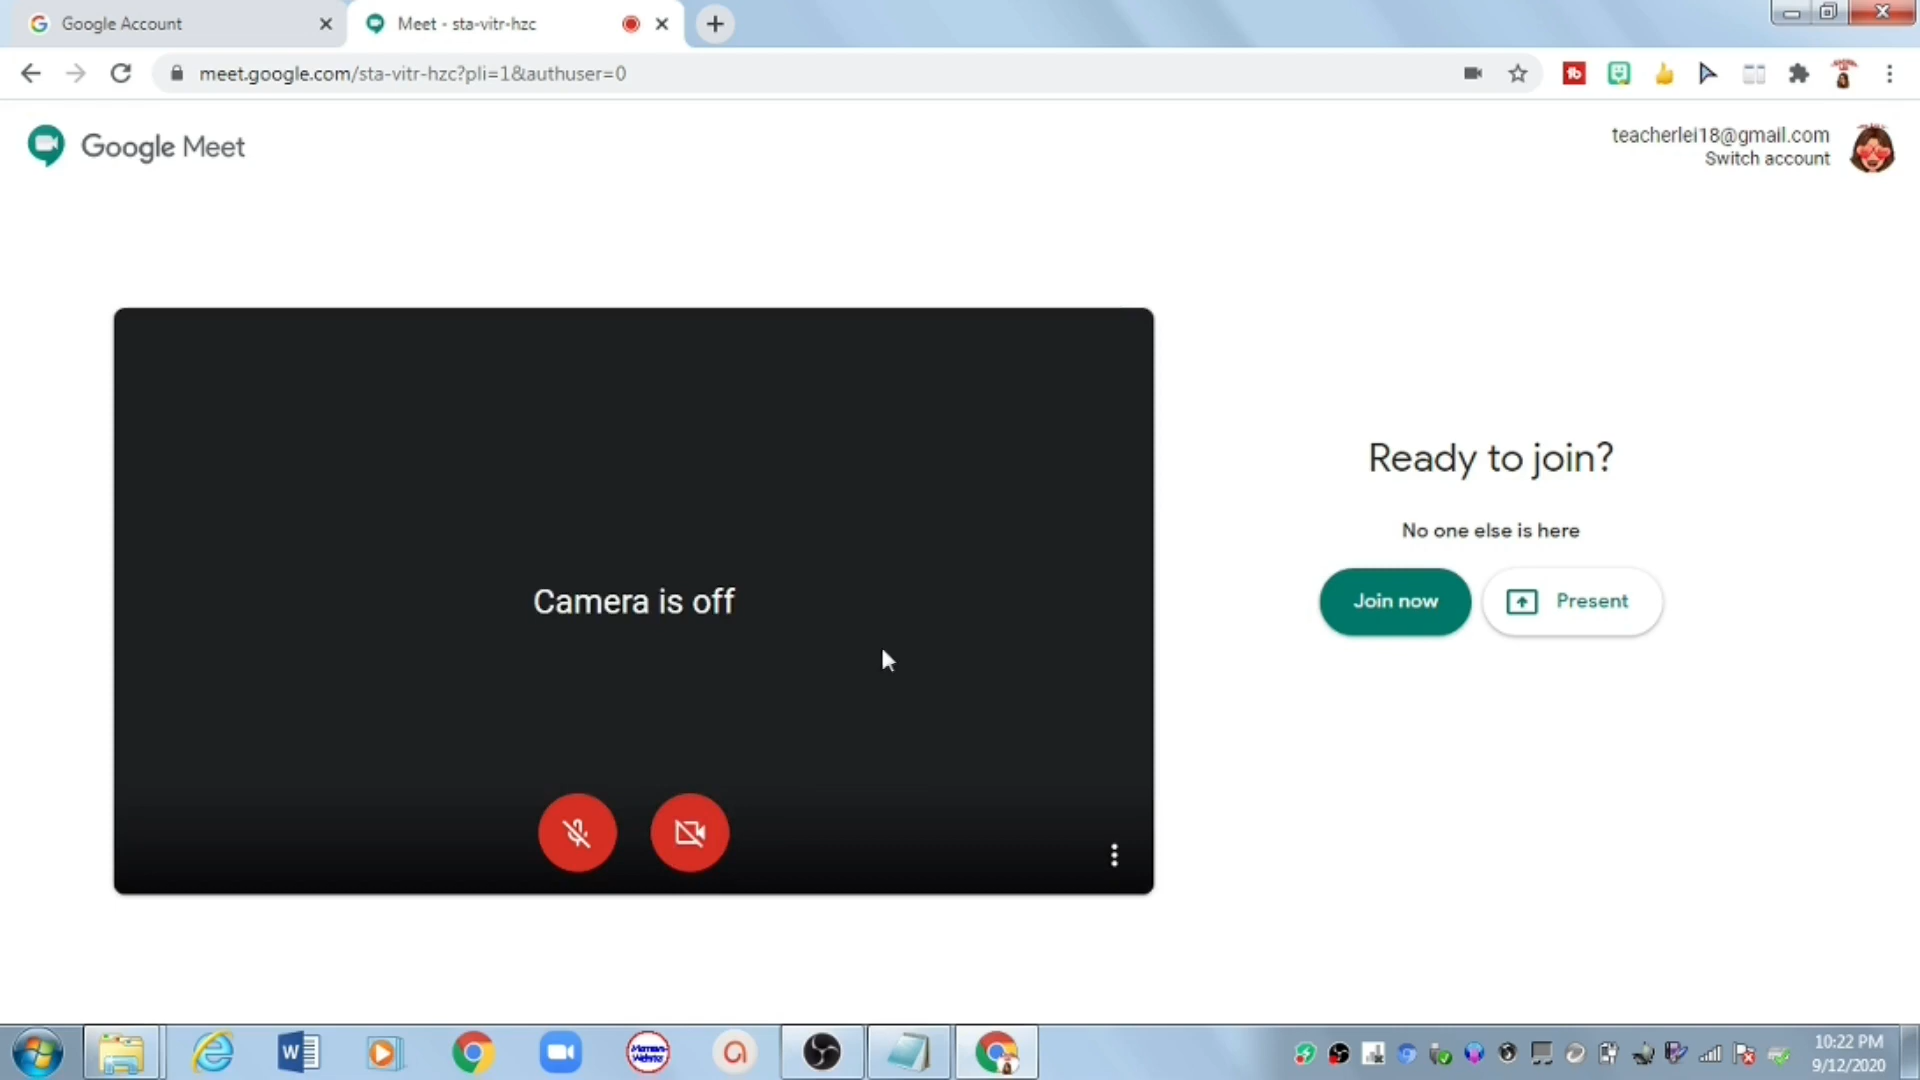 Google Account
Meet - sta-vitr-hzc
meet.google.com/sta-vitr-hzc?pli=1&authuser=0
Google Meet
teacherlei18@gmail.com
Switch account
Ready to join?
No one else is here
Camera is off
Join now
Present
10:22 PM
9/12/2020